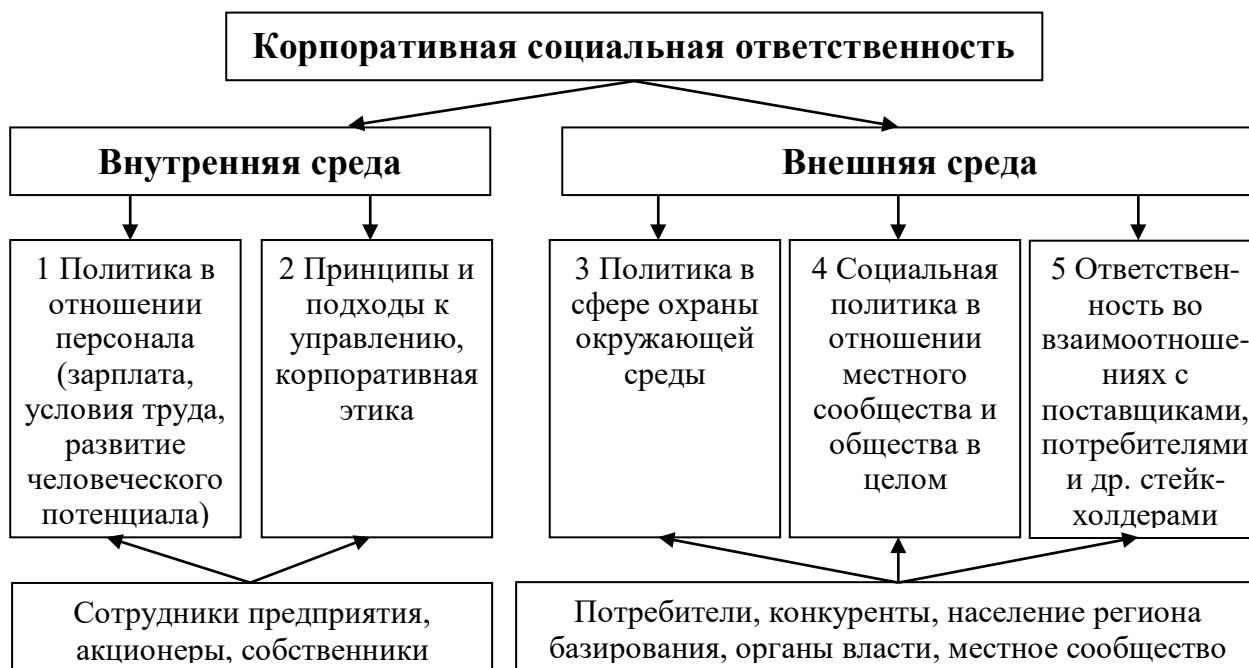 Корпоративная социальная ответственность
Внутренняя среда
Внешняя среда
1 Политика в
отношении
персонала
(зарплата,
условия труда,
развитие
человеческого
потенциала)
2 Принципы и
подходы к
управлению,
корпоративная
этика
3 Политика в
сфере охраны
окружающей
среды
4 Социальная
политика в
отношении
местного
сообщества и
общества в
целом
5 Ответствен-
ность во
взаимоотноше-
ниях с
поставщиками,
потребителями
и др. стейк-
холдерами
Сотрудники предприятия,
акционеры, собственники
Потребители, конкуренты, население региона
базирования, органы власти, местное сообщество